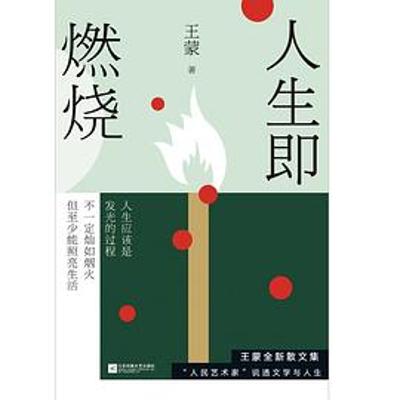 人生即
燃烧
王蒙
著
人生应该是
发光的过程
不一定灿如烟火
但至少能照亮生活
王蒙全新散文集
“人民艺术家”说透文学与人生